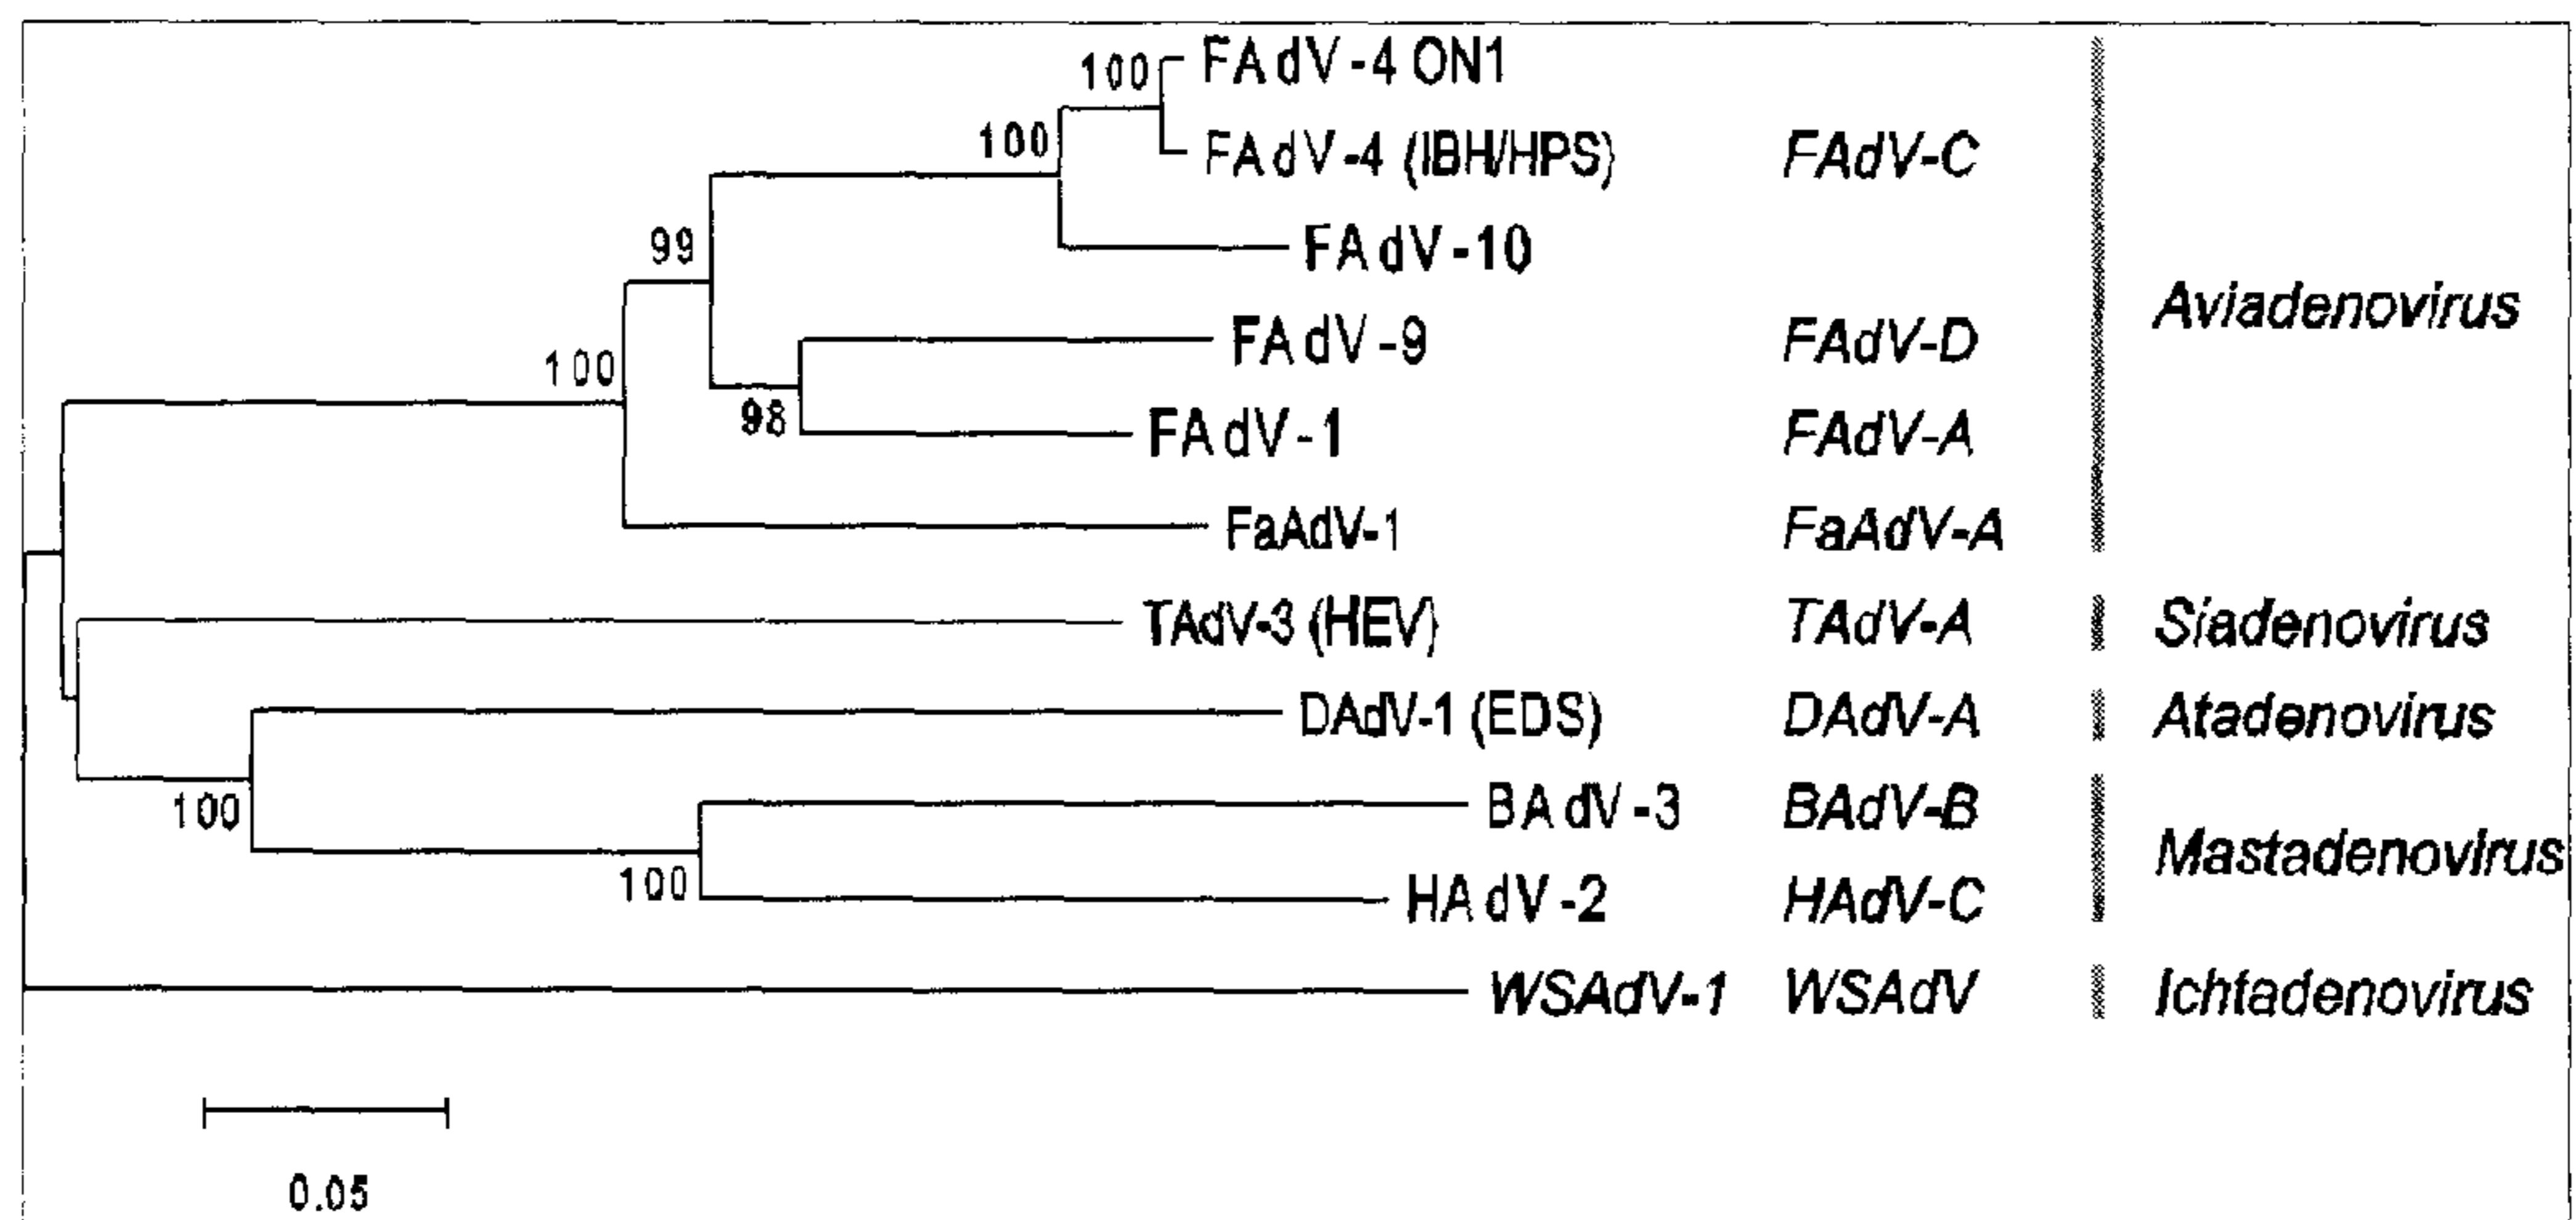 100 FAdV-4 ON1
100 FAdV-4 (IBH/HPS) FAdV-C
99 FAdV-10
Aviadenovirus
FAdV-9 FAdV-D
100
98 FAdV-1 FAdV-A
FaAdV-1 FaAdV-A
TAdV-3 (HEV) TAdV-A Siadenovirus
DAdV-1 (EDS) DAdV-A Atadenovirus
100 BAdV-3 BAdV-B
Mastadenovirus
100 HAdV-2 HAdV-C
WSAdV-1 WSAdV Ichtadenovirus
0.05